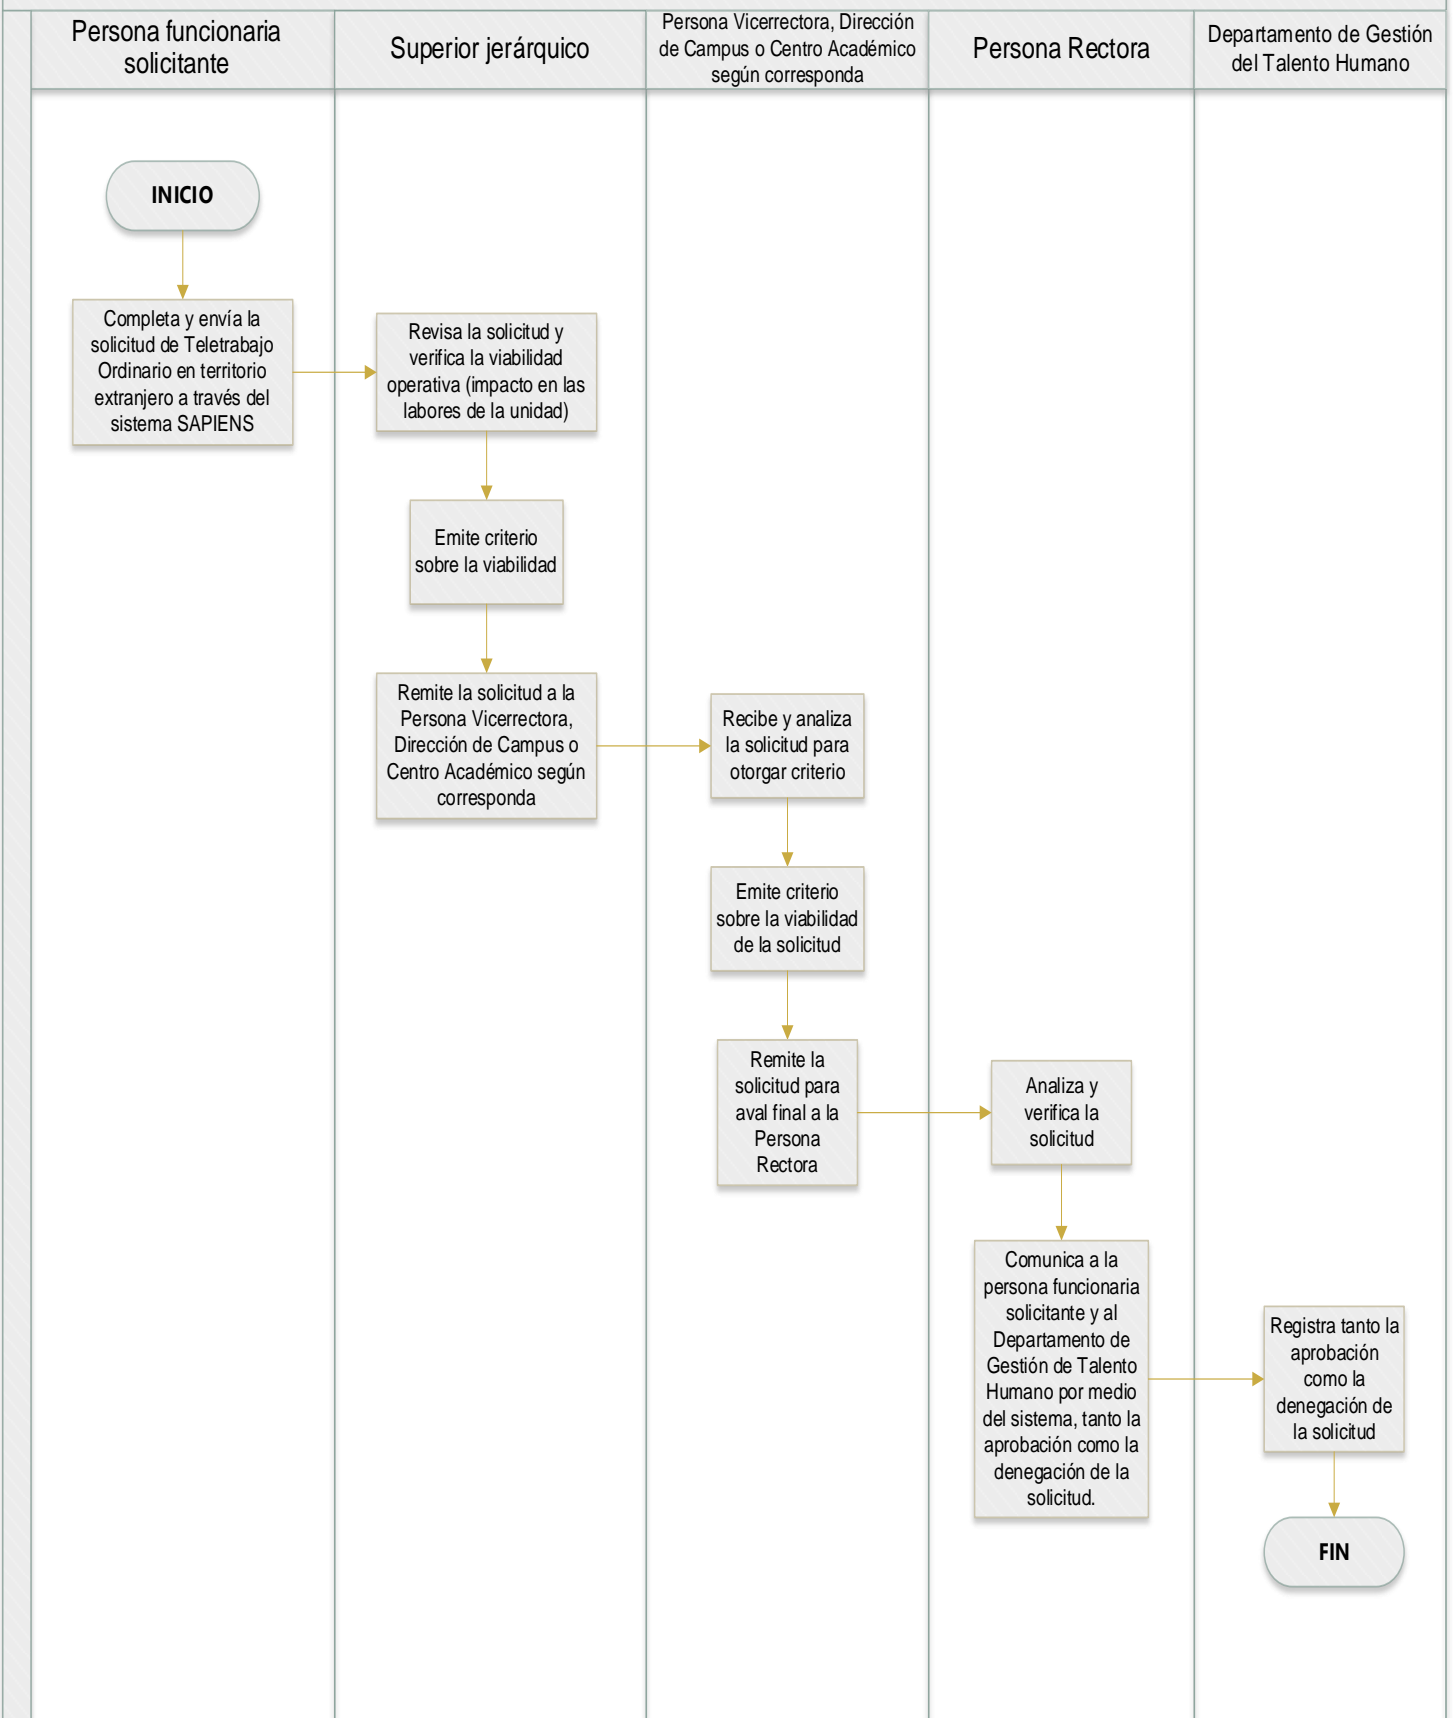 Persona funcionaria
solicitante
Superior jerárquico
Persona Vicerrectora, Dirección
de Campus o Centro Académico
según corresponda
Persona Rectora
Departamento de Gestión
del Talento Humano
INICIO
Completa y envía la
solicitud de Teletrabajo
Ordinario en territorio
extranjero a través del
sistema SAPIENS
Revisa la solicitud y
verifica la viabilidad
operativa (impacto en las
labores de la unidad)
Emite criterio
sobre la viabilidad
Remite la solicitud a la
Persona Vicerrectora,
Dirección de Campus o
Centro Académico según
corresponda
Recibe y analiza
la solicitud para
otorgar criterio
Emite criterio
sobre la viabilidad
de la solicitud
Remite la
solicitud para
aval final a la
Persona
Rectora
Analiza y
verifica la
solicitud
Comunica a la
persona funcionaria
solicitante y al
Departamento de
Gestión de Talento
Humano por medio
del sistema, tanto la
aprobación como la
denegación de la
solicitud.
Registra tanto la
aprobación
como la
denegación de
la solicitud
FIN